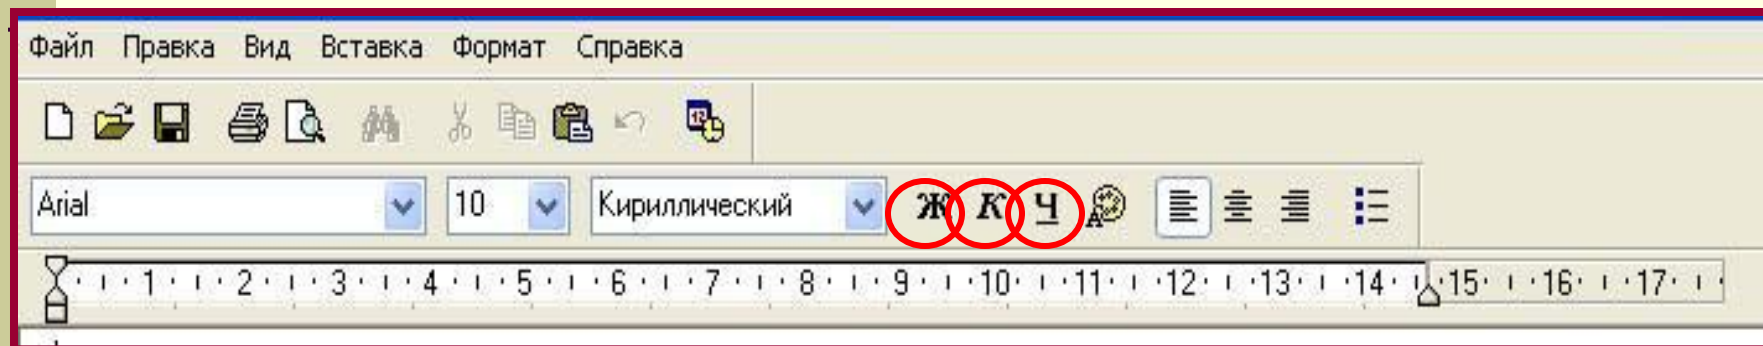 Файл Правка Вид Вставка Формат Справка
12
Arial 10 Кириллический Ж К Ч A
1 2 3 4 5 6 7 8 9 10 11 12 13 14 15 16 17